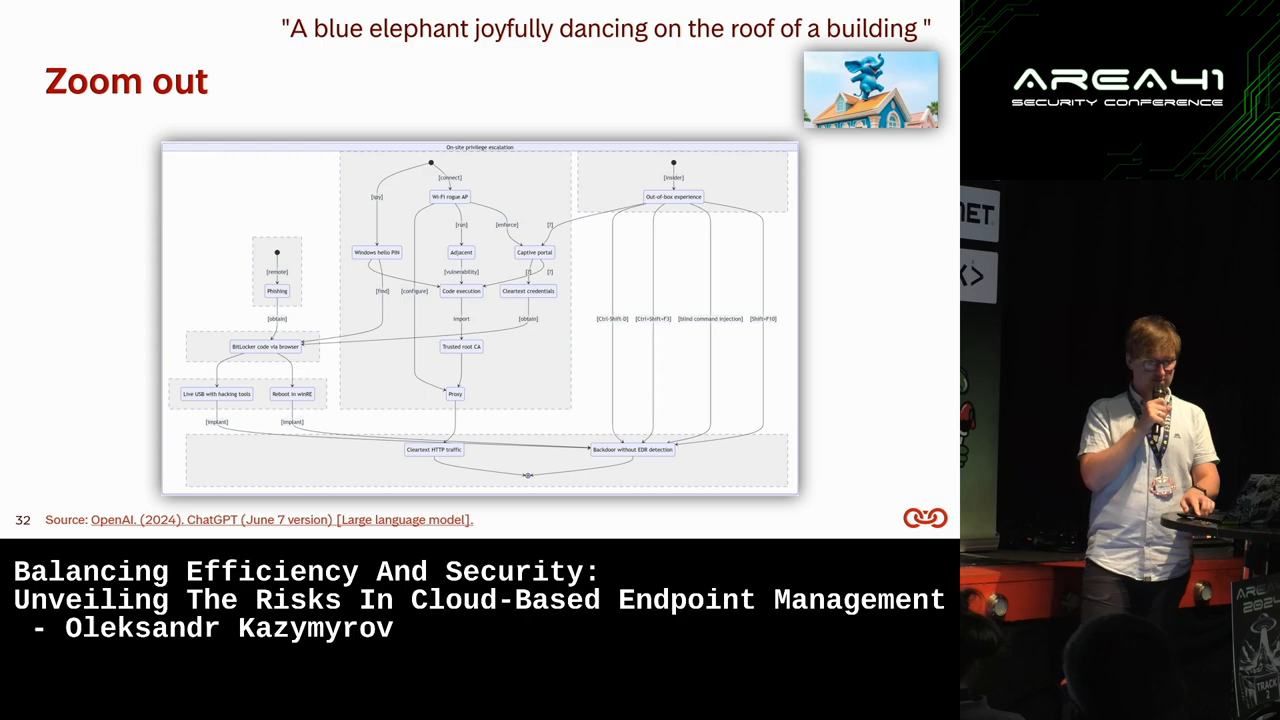 "A blue elephant joyfully dancing on the roof of a building "
Zoom out
AREA41
SECURITY CONFERENCE
On-site privilege escalation
[connect]
[insider]
[spy]
Wi-Fi rogue AP
Out-of-box experience
[run]
[enforce]
[?]
Windows hello PIN
Adjacent
Captive portal
[remote]
[vulnerability]
[?]
[?]
Phishing
[find]
[configure]
Code execution
Cleartext credentials
[obtain]
import
[obtain]
[Ctrl-Shift-D]
[Ctrl+Shift+F3]
[blind command injection]
[Shift+F10]
BitLocker code via browser
Trusted root CA
Live USB with hacking tools
Reboot in winRE
Proxy
[implant]
[implant]
Cleartext HTTP traffic
Backdoor without EDR detection
32
Source: OpenAI. (2024). ChatGPT (June 7 version) [Large language model].
Balancing Efficiency And Security:
Unveiling The Risks In Cloud-Based Endpoint Management
- Oleksandr Kazymyrov
NET
TRACK
2